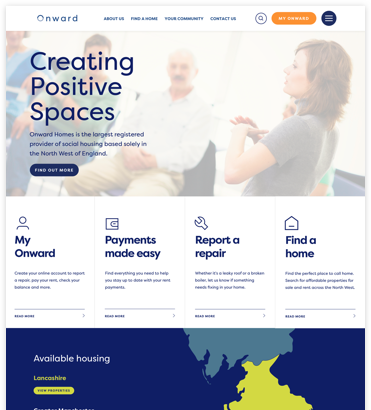 Onward
ABOUT US FIND A HOME YOUR COMMUNITY CONTACT US
MY ONWARD
Creating
Positive
Spaces
Onward Homes is the largest registered
provider of social housing based solely in
the North West of England.
FIND OUT MORE
My
Onward
Create your online account to report
a repair, pay your rent, check your
balance and more.
READ MORE
Payments
made easy
Find everything you need to help
you stay up to date with your rent
payments.
READ MORE
Report a
repair
Whether it's a leaky roof or a broken
boiler, let us know if something
needs fixing in your home.
READ MORE
Find a
home
Find the perfect place to call home.
Search for affordable properties for
sale and rent across the North West.
READ MORE
Available housing
Lancashire
VIEW PROPERTIES
Greater Manchester